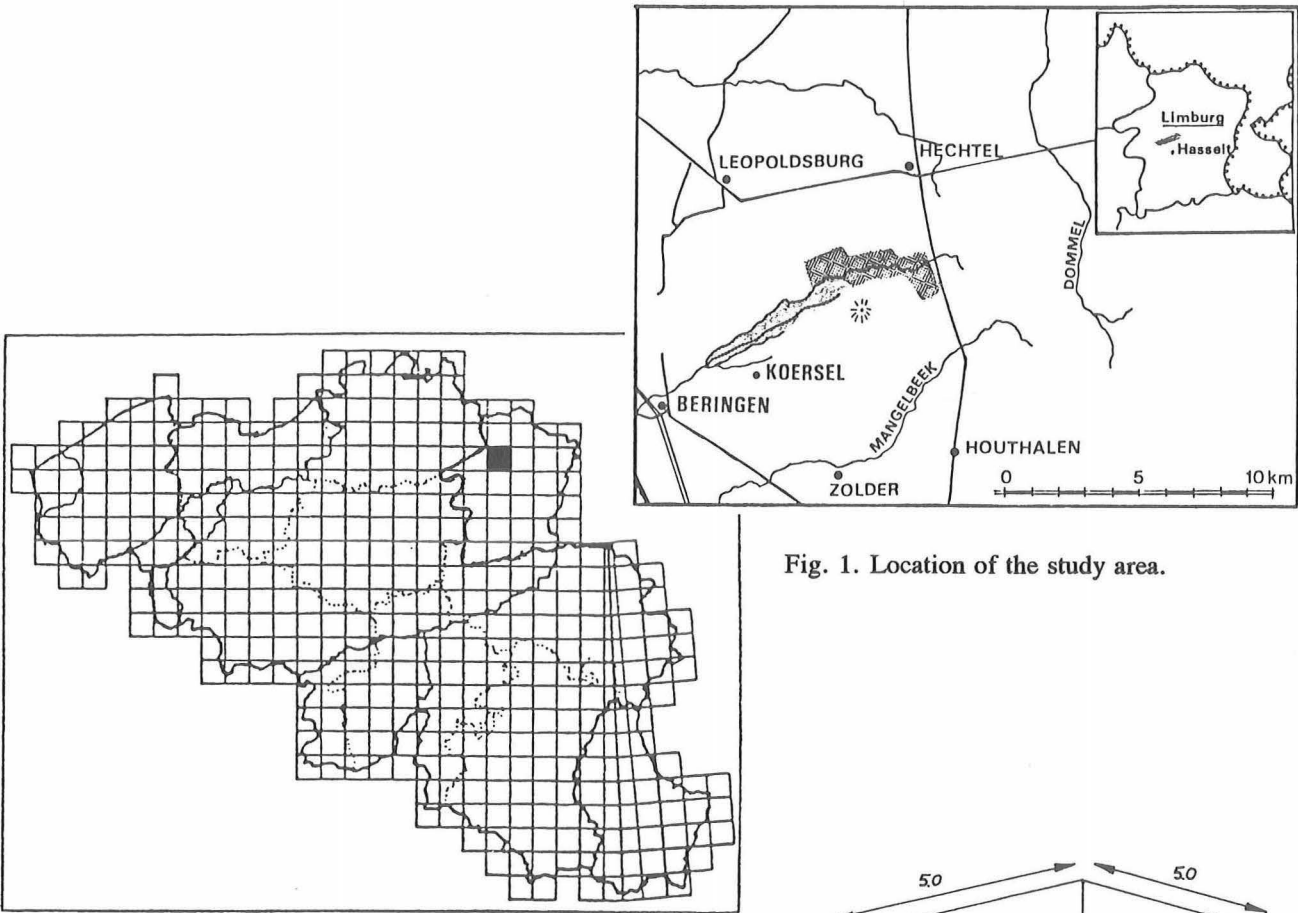 LEOPOLDSBURG
HECHTEL
Limburg
Hasselt
DOMMEL
KOERSEL
BERINGEN
MANGELBEEK
HOUTHALEN
ZOLDER
0 5 10 km
Fig. 1. Location of the study area.
5.0 5.0